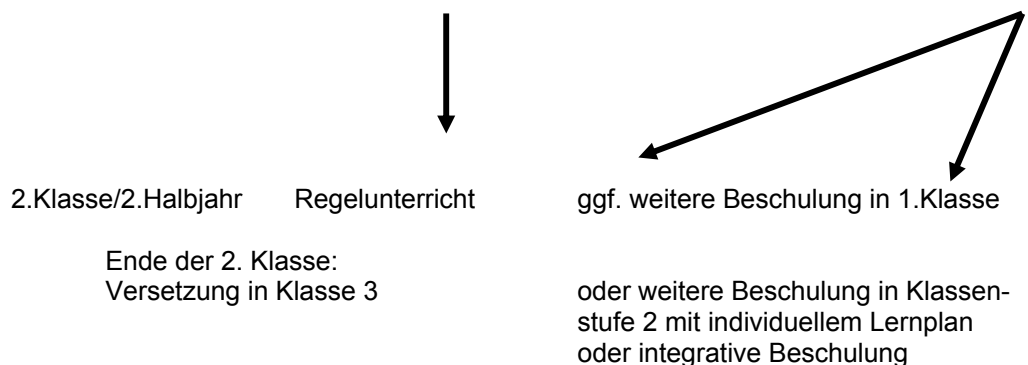 2.Klasse/2.Halbjahr Regelunterricht ggf. weitere Beschulung in 1.Klasse
Ende der 2. Klasse:
Versetzung in Klasse 3
oder weitere Beschulung in Klassen-
stufe 2 mit individuellem Lernplan
oder integrative Beschulung